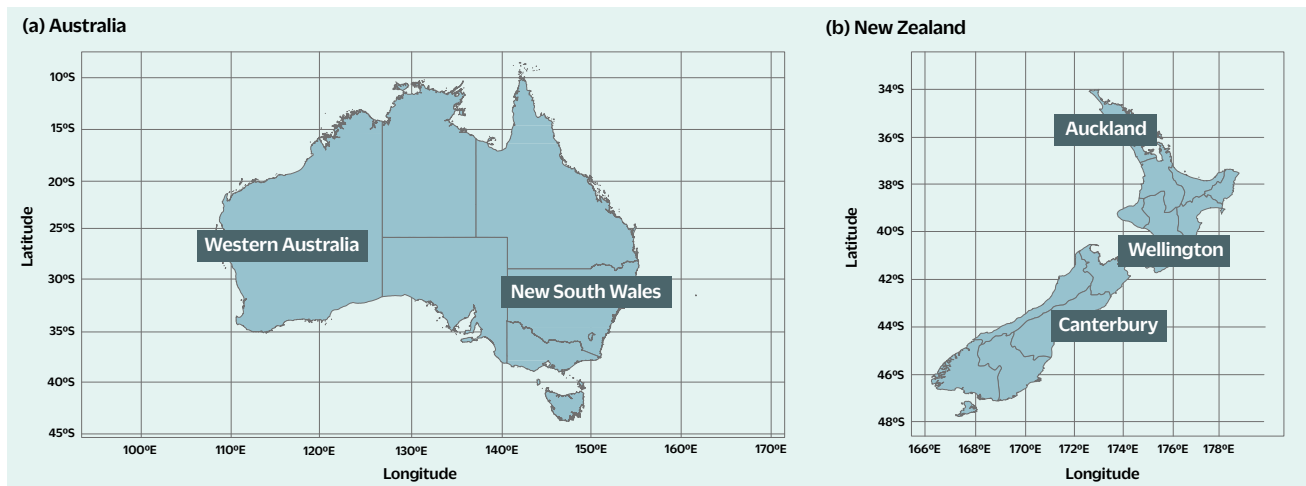 (a) Australia
10ºS
15ºS
20ºS
25ºS
30ºS
35ºS
40ºS
45ºS
Latitude
Western Australia
New South Wales
100ºE
110ºE
120ºE
130ºE
140ºE
150ºE
160ºE
170ºE
Longitude
(b) New Zealand
34ºS
36ºS
38ºS
40ºS
42ºS
44ºS
46ºS
48ºS
Latitude
Auckland
Wellington
Canterbury
166ºE
168ºE
170ºE
172ºE
174ºE
176ºE
178ºE
Longitude